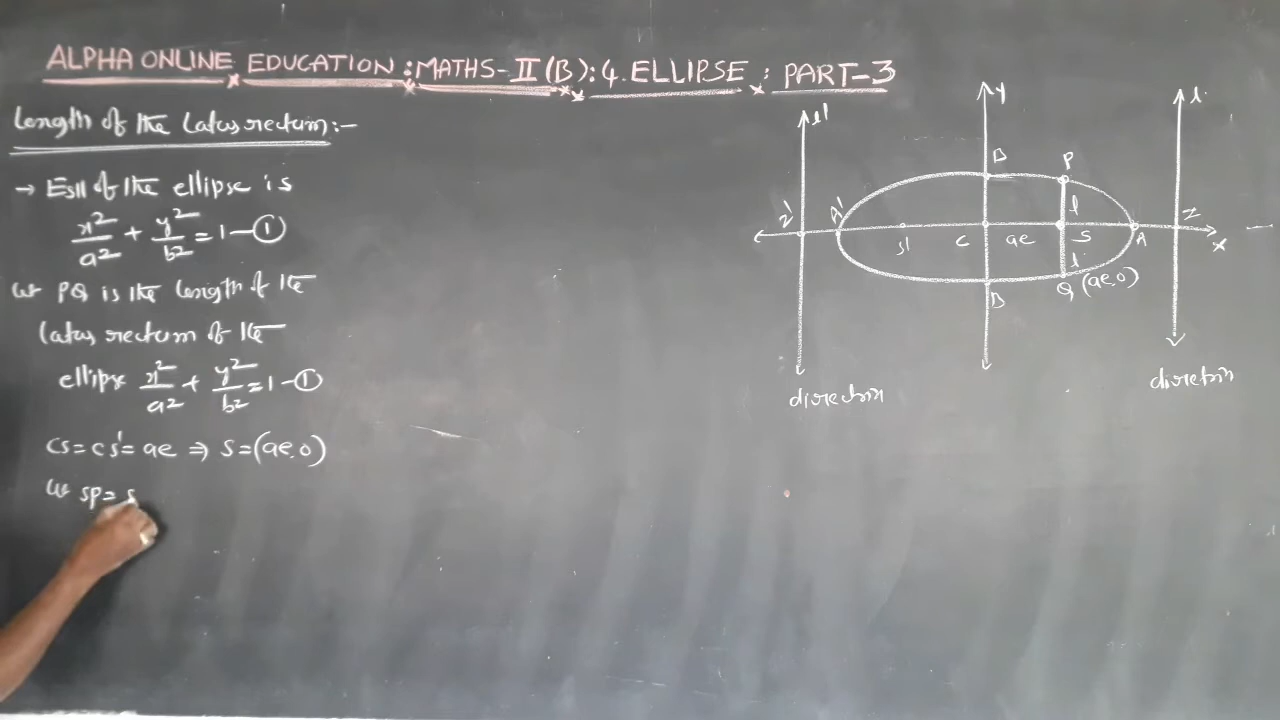 ALPHA ONLINE EDUCATION : MATHS-II(B) : 4. ELLIPSE : PART-3
Length of the Latus rectum:-
→ Eqn of the ellipse is
x²/a² + y²/b² = 1 — ①
let PQ is the length of the
latus rectum of the
ellipse x²/a² + y²/b² = 1 — ①
CS = CS' = ae ⇒ S = (ae, 0)
let SP = S
l'
Y
l
B
P
Z'
A'
l
Z
S'
C
ae
S
A
X
l
B
Q (ae, 0)
directrix
directrix